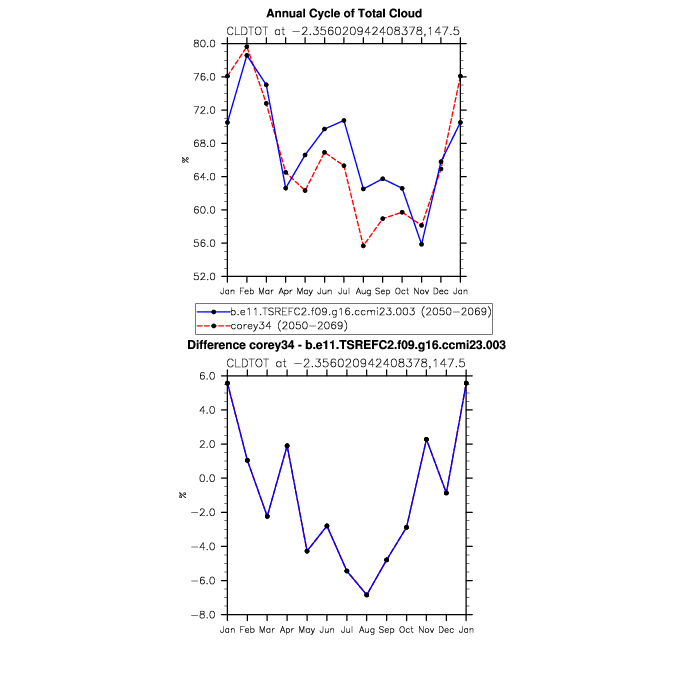 Annual Cycle of Total Cloud
CLDTOT at −2.356020942408378,147.5
80.0
76.0
72.0
68.0
64.0
60.0
56.0
52.0
%
Jan Feb Mar Apr May Jun Jul Aug Sep Oct Nov Dec Jan
b.e11.TSREFC2.f09.g16.ccmi23.003 (2050−2069)
corey34 (2050−2069)
Difference corey34 - b.e11.TSREFC2.f09.g16.ccmi23.003
CLDTOT at −2.356020942408378,147.5
6.0
4.0
2.0
0.0
−2.0
−4.0
−6.0
−8.0
%
Jan Feb Mar Apr May Jun Jul Aug Sep Oct Nov Dec Jan